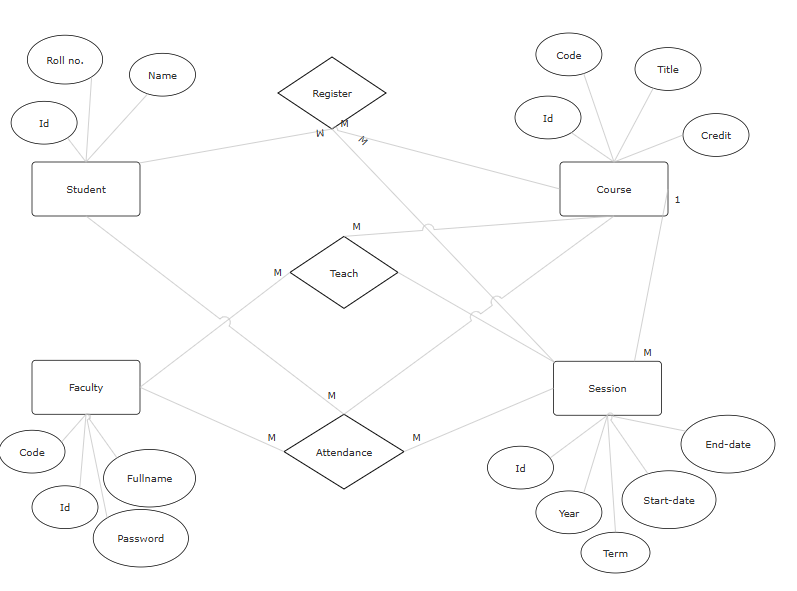 Roll no.
Name
Id
Student
Register
M
M
M
Code
Title
Id
Credit
Course
1
M
M
Teach
M
Faculty
M
M
M
Attendance
Session
Code
Fullname
Id
Password
Id
Year
Term
Start-date
End-date